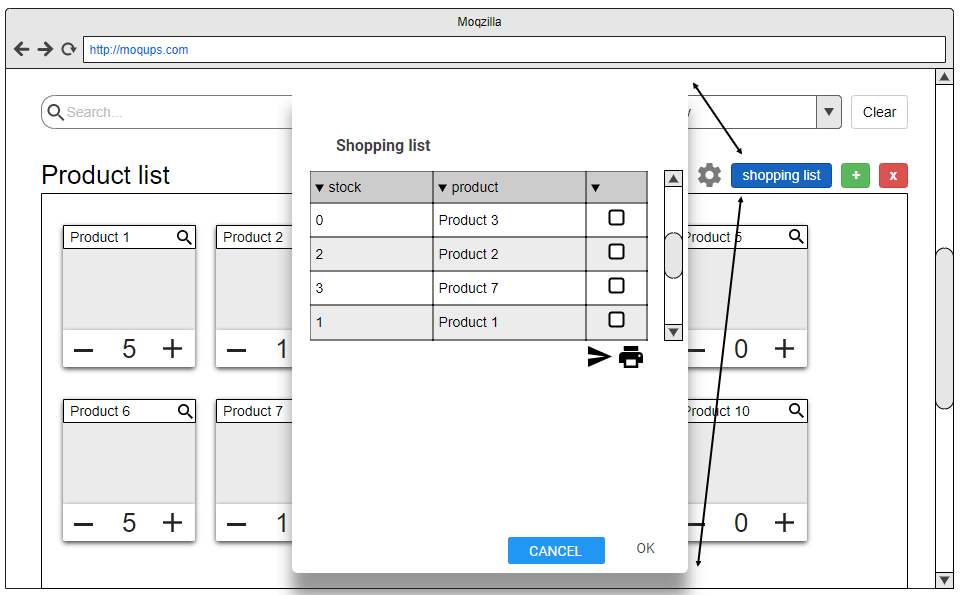 Moqzilla
http://moqups.com
Search...
Clear
Shopping list
Product list
shopping list
+
x
stock product
0 Product 3
2 Product 2
3 Product 7
1 Product 1
Product 1
Product 2
Product 5
5
1
0
Product 6
Product 7
Product 10
5
1
0
CANCEL
OK